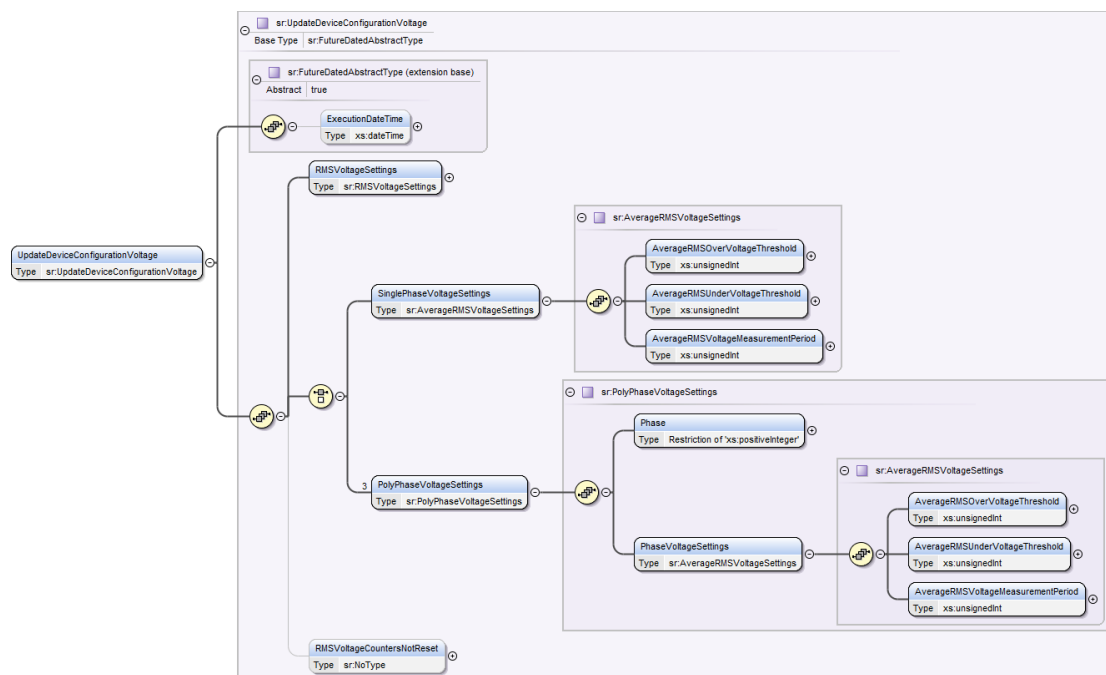 sr:UpdateDeviceConfigurationVoltage
Base Type sr:FutureDatedAbstractType
sr:FutureDatedAbstractType (extension base)
Abstract true
ExecutionDateTime
Type xs:dateTime
RMSVoltageSettings
Type sr:RMSVoltageSettings
UpdateDeviceConfigurationVoltage
Type sr:UpdateDeviceConfigurationVoltage
SinglePhaseVoltageSettings
Type sr:AverageRMSVoltageSettings
sr:AverageRMSVoltageSettings
AverageRMSOverVoltageThreshold
Type xs:unsignedInt
AverageRMSUnderVoltageThreshold
Type xs:unsignedInt
AverageRMSVoltageMeasurementPeriod
Type xs:unsignedInt
3
PolyPhaseVoltageSettings
Type sr:PolyPhaseVoltageSettings
sr:PolyPhaseVoltageSettings
Phase
Type Restriction of 'xs:positiveInteger'
PhaseVoltageSettings
Type sr:AverageRMSVoltageSettings
sr:AverageRMSVoltageSettings
AverageRMSOverVoltageThreshold
Type xs:unsignedInt
AverageRMSUnderVoltageThreshold
Type xs:unsignedInt
AverageRMSVoltageMeasurementPeriod
Type xs:unsignedInt
RMSVoltageCountersNotReset
Type sr:NoType